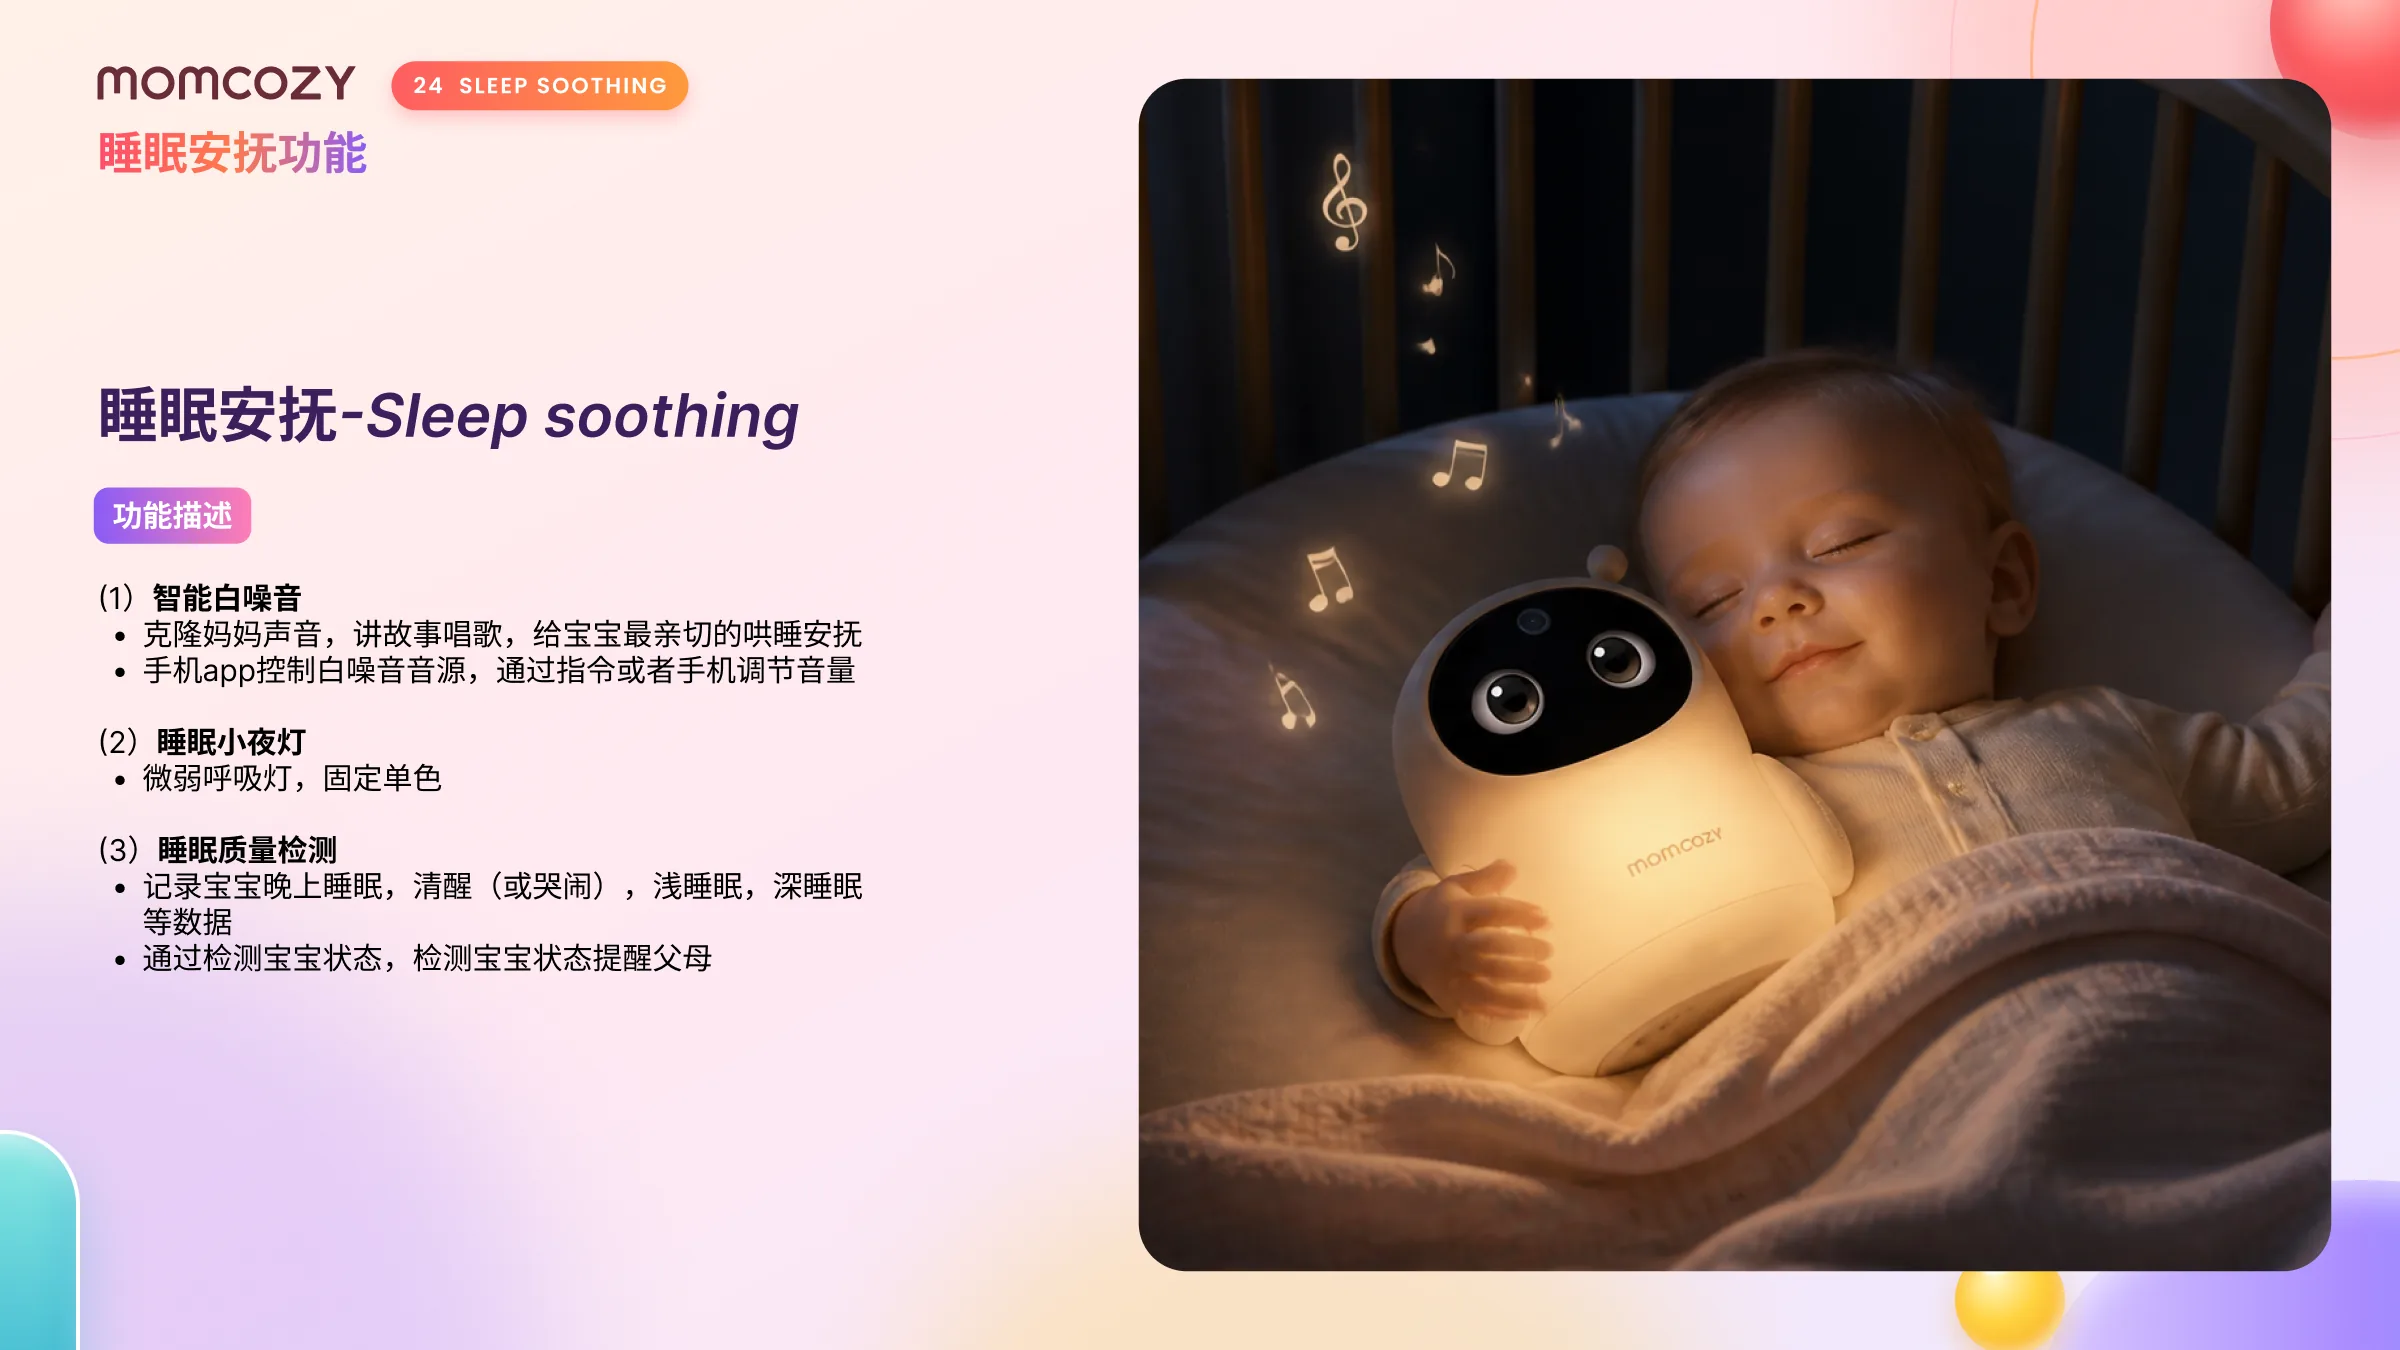 momcozy
24 SLEEP SOOTHING
睡眠安抚功能
睡眠安抚-Sleep soothing
功能描述
(1）智能白噪音
• 克隆妈妈声音，讲故事唱歌，给宝宝最亲切的哄睡安抚
• 手机app控制白噪音音源，通过指令或者手机调节音量
(2）睡眠小夜灯
• 微弱呼吸灯，固定单色
(3）睡眠质量检测
• 记录宝宝晚上睡眠，清醒（或哭闹），浅睡眠，深睡眠
等数据
• 通过检测宝宝状态，检测宝宝状态提醒父母
momcozy